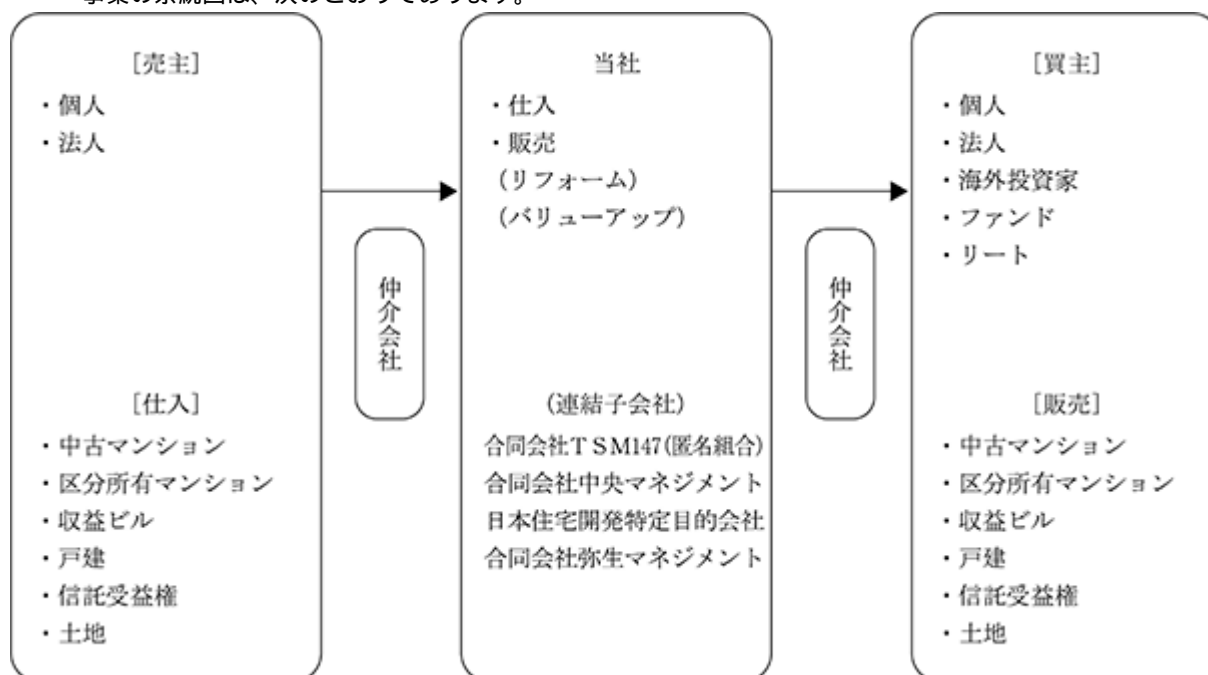 事業の系統図は、次のとおりであります。
[売主]
・個人
・法人
[仕入]
・中古マンション
・区分所有マンション
・収益ビル
・戸建
・信託受益権
・土地
仲介会社
当社
・仕入
・販売
(リフォーム)
(バリューアップ)
(連結子会社)
合同会社TSM147(匿名組合)
合同会社中央マネジメント
日本住宅開発特定目的会社
合同会社弥生マネジメント
仲介会社
[買主]
・個人
・法人
・海外投資家
・ファンド
・リート
[販売]
・中古マンション
・区分所有マンション
・収益ビル
・戸建
・信託受益権
・土地